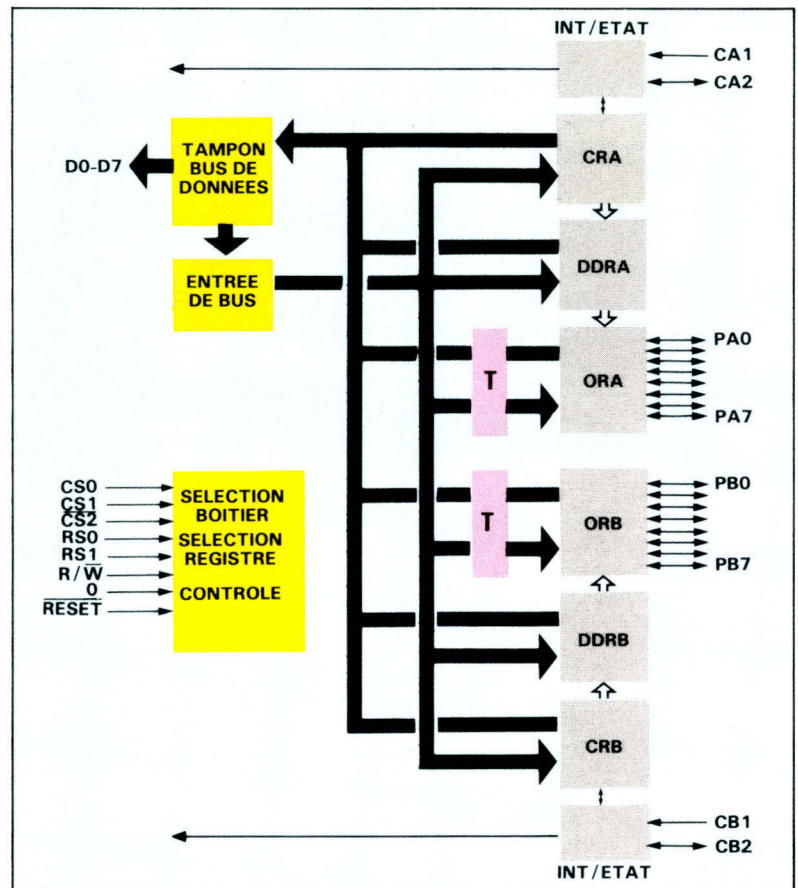 INT/ETAT
CA1
CA2
TAMPON
BUS DE
DONNEES
D0-D7
CRA
ENTREE
DE BUS
DDRA
T
ORA
PA0
PA7
CS0
CS1
CS2
RS0
RS1
R/W̅
0
R̅E̅S̅E̅T̅
SELECTION
BOITIER
SELECTION
REGISTRE
CONTROLE
T
ORB
PB0
PB7
DDRB
CRB
CB1
CB2
INT/ETAT